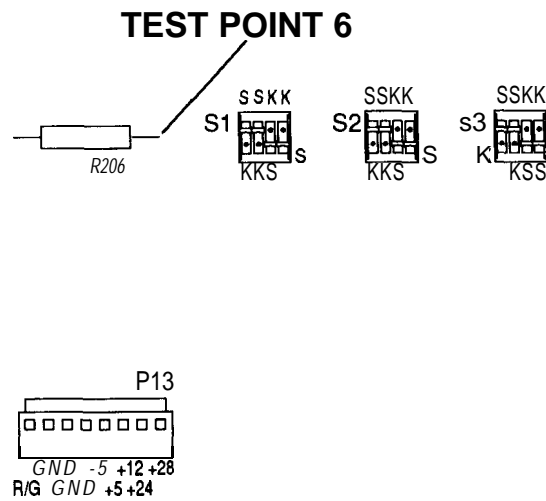 TEST POINT 6
SSKK SSKK SSKK
S1 S2 s3
S S K
KKS KKS KSS
R206
P13
GND -5 +12 +28
R/G GND +5 +24